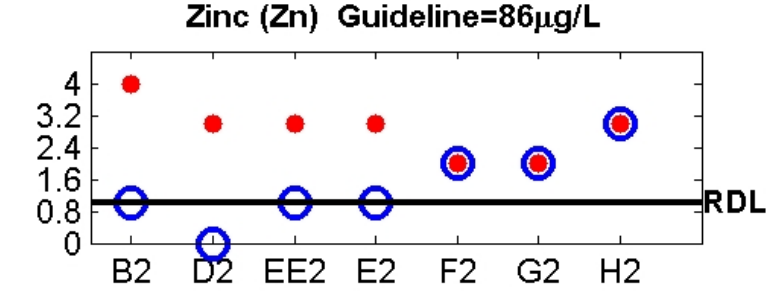 Zinc (Zn)  Guideline=86μg/L
4
3.2
2.4
1.6
0.8
0
RDL
B2 D2 EE2 E2 F2 G2 H2